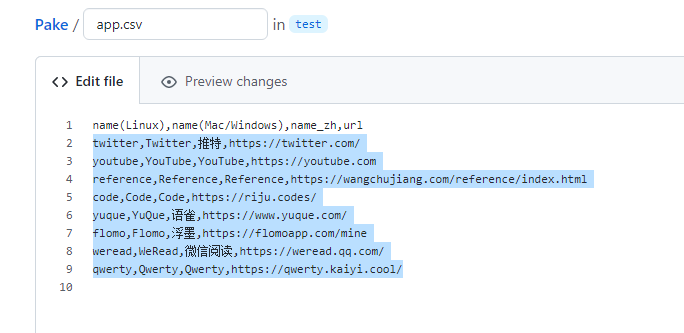 Pake / app.csv in test
Edit file Preview changes
1 name(Linux),name(Mac/Windows),name_zh,url
2 twitter,Twitter,推特,https://twitter.com/
3 youtube,YouTube,YouTube,https://youtube.com
4 reference,Reference,Reference,https://wangchujiang.com/reference/index.html
5 code,Code,Code,https://riju.codes/
6 yuque,YuQue,语雀,https://www.yuque.com/
7 flomo,Flomo,浮墨,https://flomoapp.com/mine
8 weread,WeRead,微信阅读,https://weread.qq.com/
9 qwerty,Qwerty,Qwerty,https://qwerty.kaiyi.cool/
10